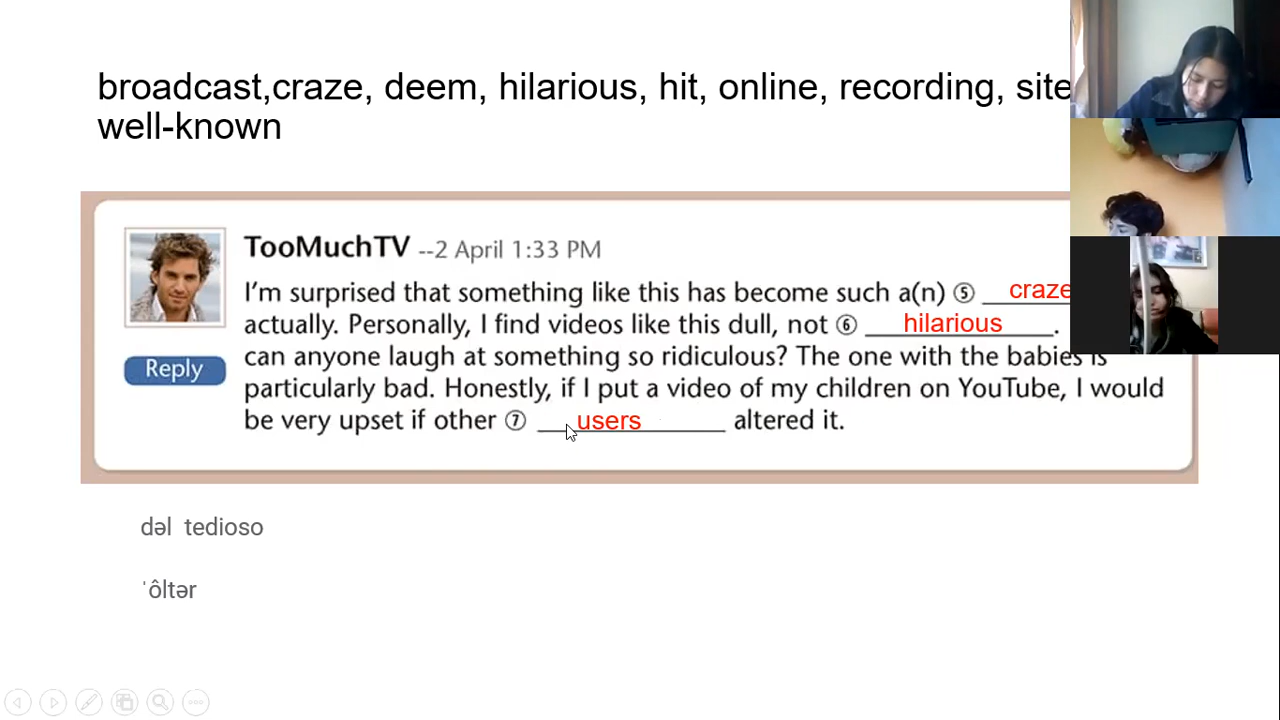 broadcast,craze, deem, hilarious, hit, online, recording, site
well-known
TooMuchTV --2 April 1:33 PM
I'm surprised that something like this has become such a(n) ⑤ craze
actually. Personally, I find videos like this dull, not ⑥ hilarious.
can anyone laugh at something so ridiculous? The one with the babies is
Reply
particularly bad. Honestly, if I put a video of my children on YouTube, I would
be very upset if other ⑦ users altered it.
dəl tedioso
ˈôltər